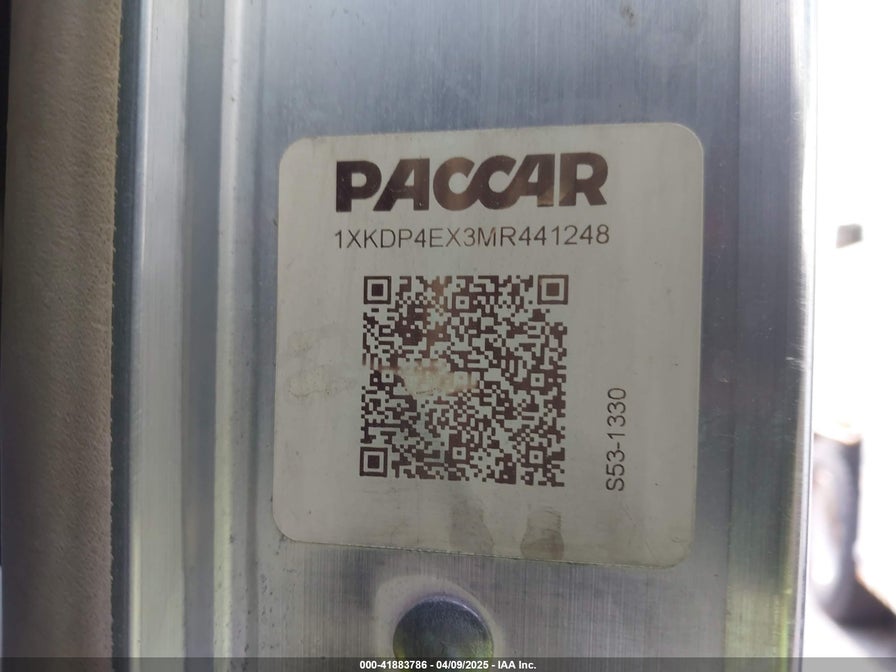 PACCAR
1XKDP4EX3MR441248
S53-1330
000-41883786 - 04/09/2025 - IAA Inc.